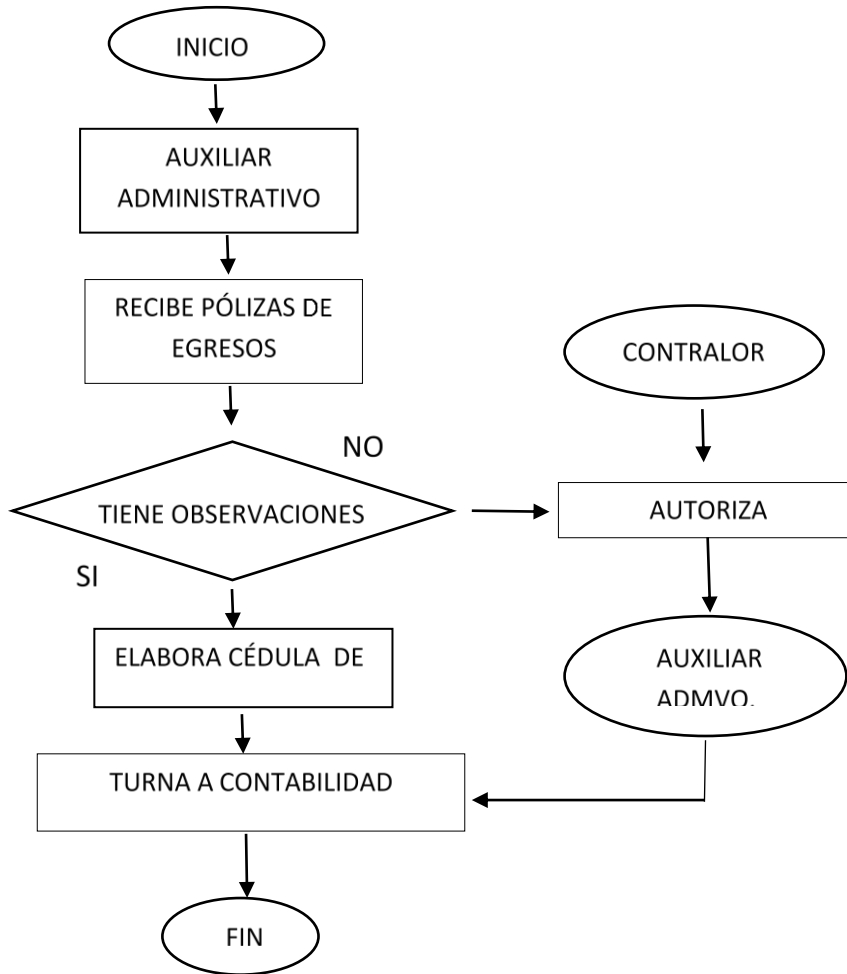 INICIO
AUXILIAR
ADMINISTRATIVO
RECIBE PÓLIZAS DE
EGRESOS
CONTRALOR
NO
TIENE OBSERVACIONES
AUTORIZA
SI
ELABORA CÉDULA DE
AUXILIAR
ADMVO.
TURNA A CONTABILIDAD
FIN